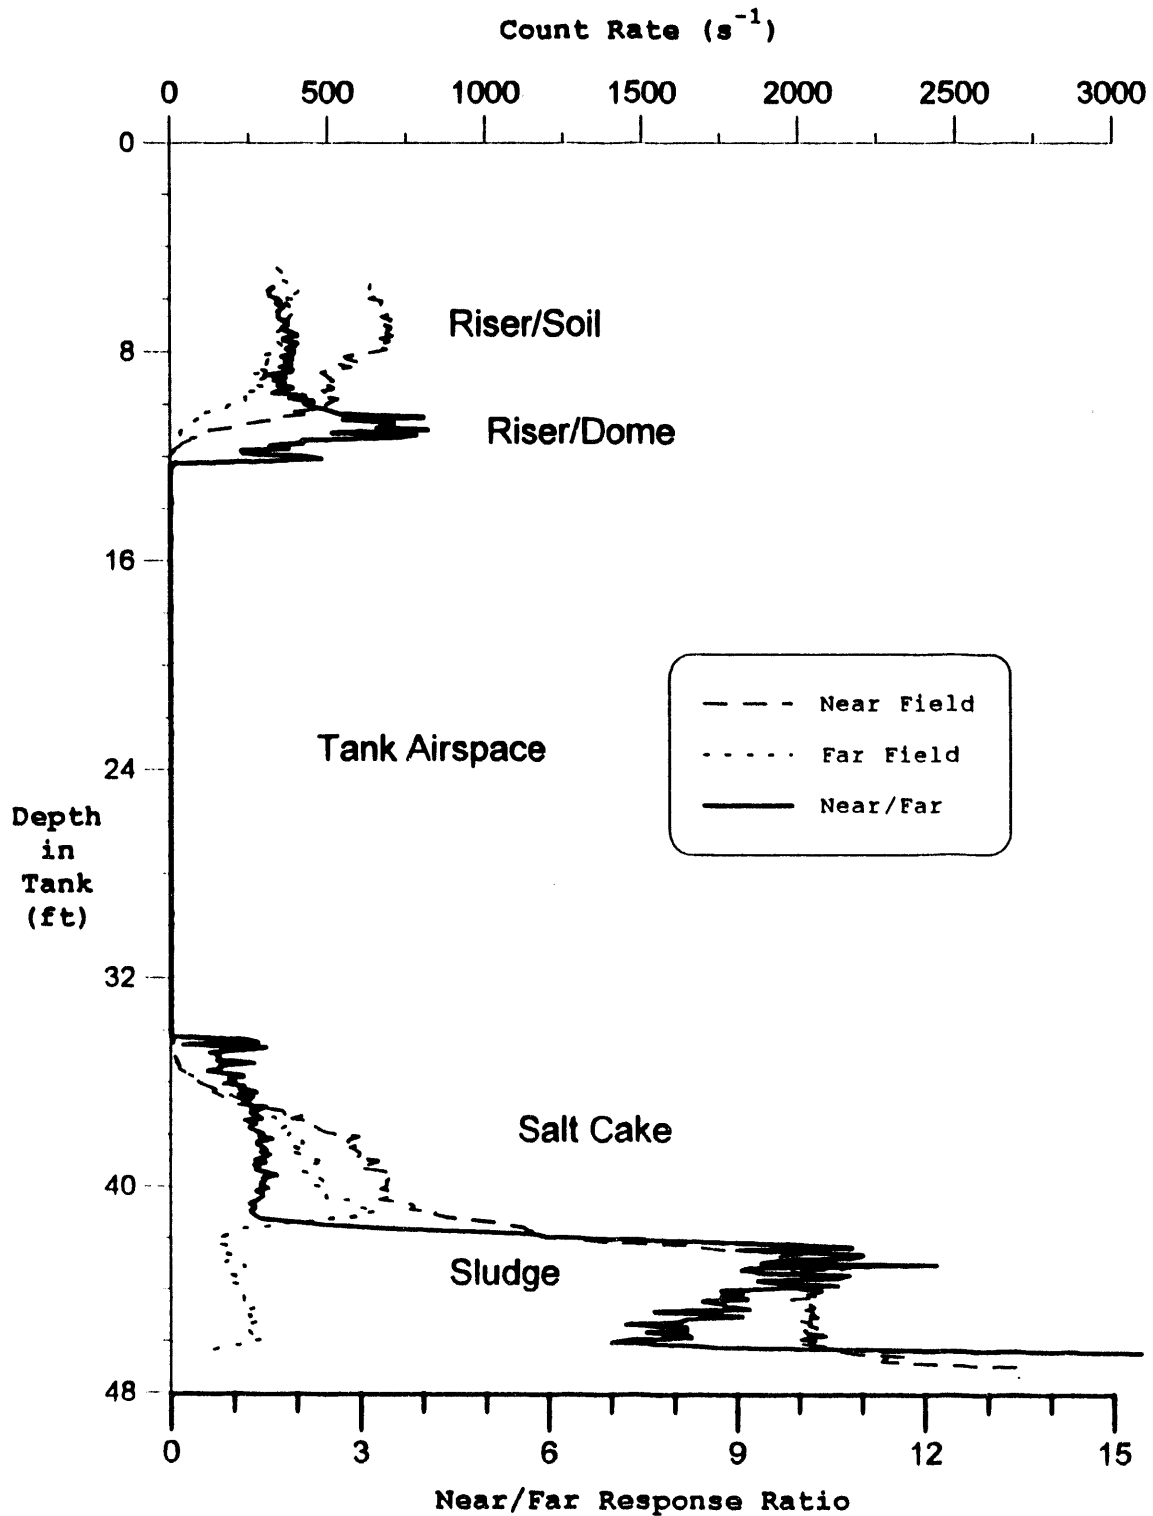 Count Rate (s⁻¹)
0 500 1000 1500 2000 2500 3000
0
Riser/Soil
8
Riser/Dome
16
Near Field
Tank Airspace
Far Field
24
Near/Far
Depth
in
Tank
(ft)
32
Salt Cake
40
Sludge
48
0 3 6 9 12 15
Near/Far Response Ratio